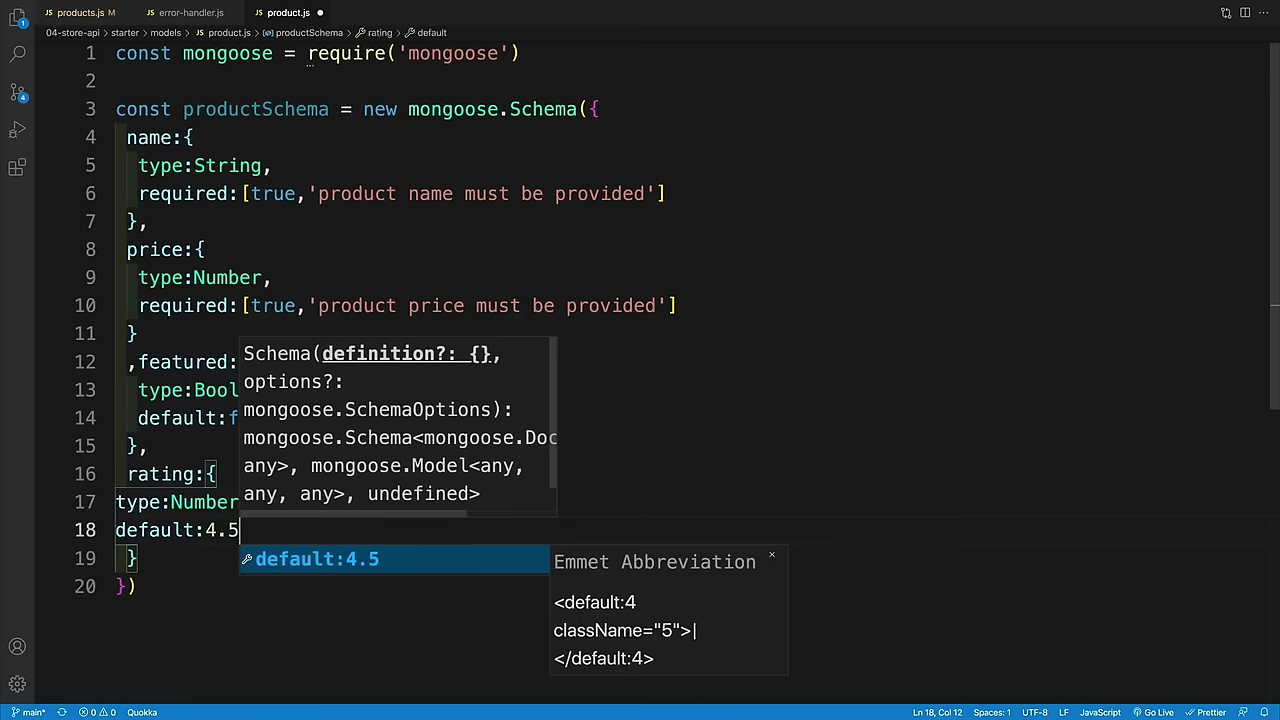 products.js M
error-handler.js
product.js
04-store-api > starter > models > JS product.js > productSchema > rating > default
1 const mongoose = require('mongoose')
2
3 const productSchema = new mongoose.Schema({
4 name:{
5 type:String,
6 required:[true,'product name must be provided']
7 },
8 price:{
9 type:Number,
10 required:[true,'product price must be provided']
11 }
12 ,featured:
13 type:Bool
14 default:f
15 },
16 rating:{
17 type:Number
18 default:4.5
19 }
20 })
Schema(definition?: {},
options?:
mongoose.SchemaOptions):
mongoose.Schema<mongoose.Doc
any>, mongoose.Model<any,
any, any>, undefined>
default:4.5
Emmet Abbreviation ×
<default:4
className="5">|
</default:4>
main* 0 0 Quokka Ln 18, Col 12 Spaces: 1 UTF-8 LF JavaScript Go Live Prettier